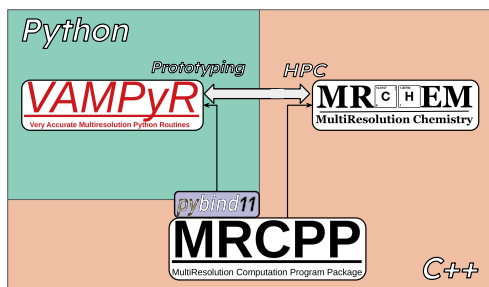 Python
Prototyping
HPC
VAMPyR
Very Accurate Multiresolution Python Routines
MRCHEM
MultiResolution Chemistry
pybind11
MRCPP
MultiResolution Computation Program Package
C++